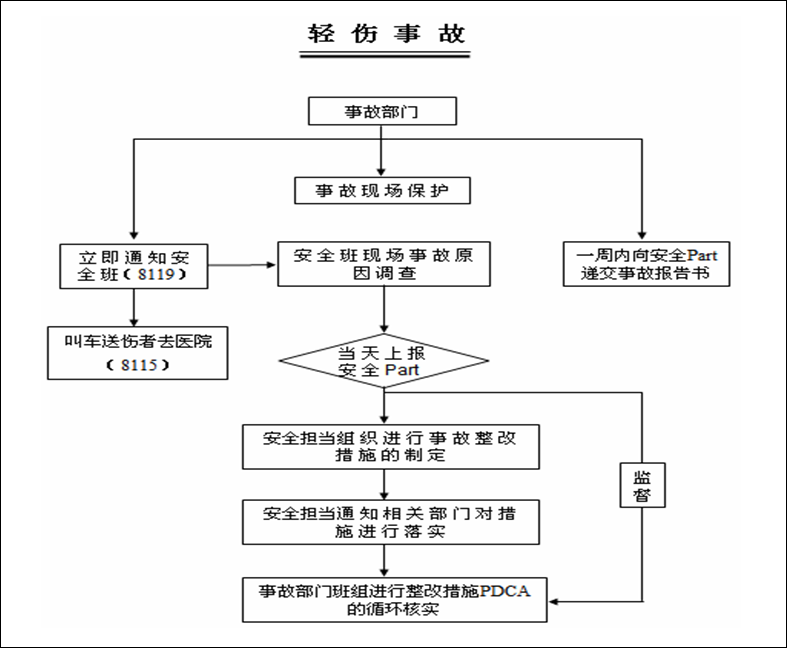 轻伤事故
事故部门
事故现场保护
立即通知安
全班（8119）
安全班现场事故原
因调查
一周内向安全Part
递交事故报告书
叫车送伤者去医院
（8115）
当天上报
安全Part
安全担当组织进行事故整改
措施的制定
监
督
安全担当通知相关部门对措
施进行落实
事故部门班组进行整改措施PDCA
的循环核实